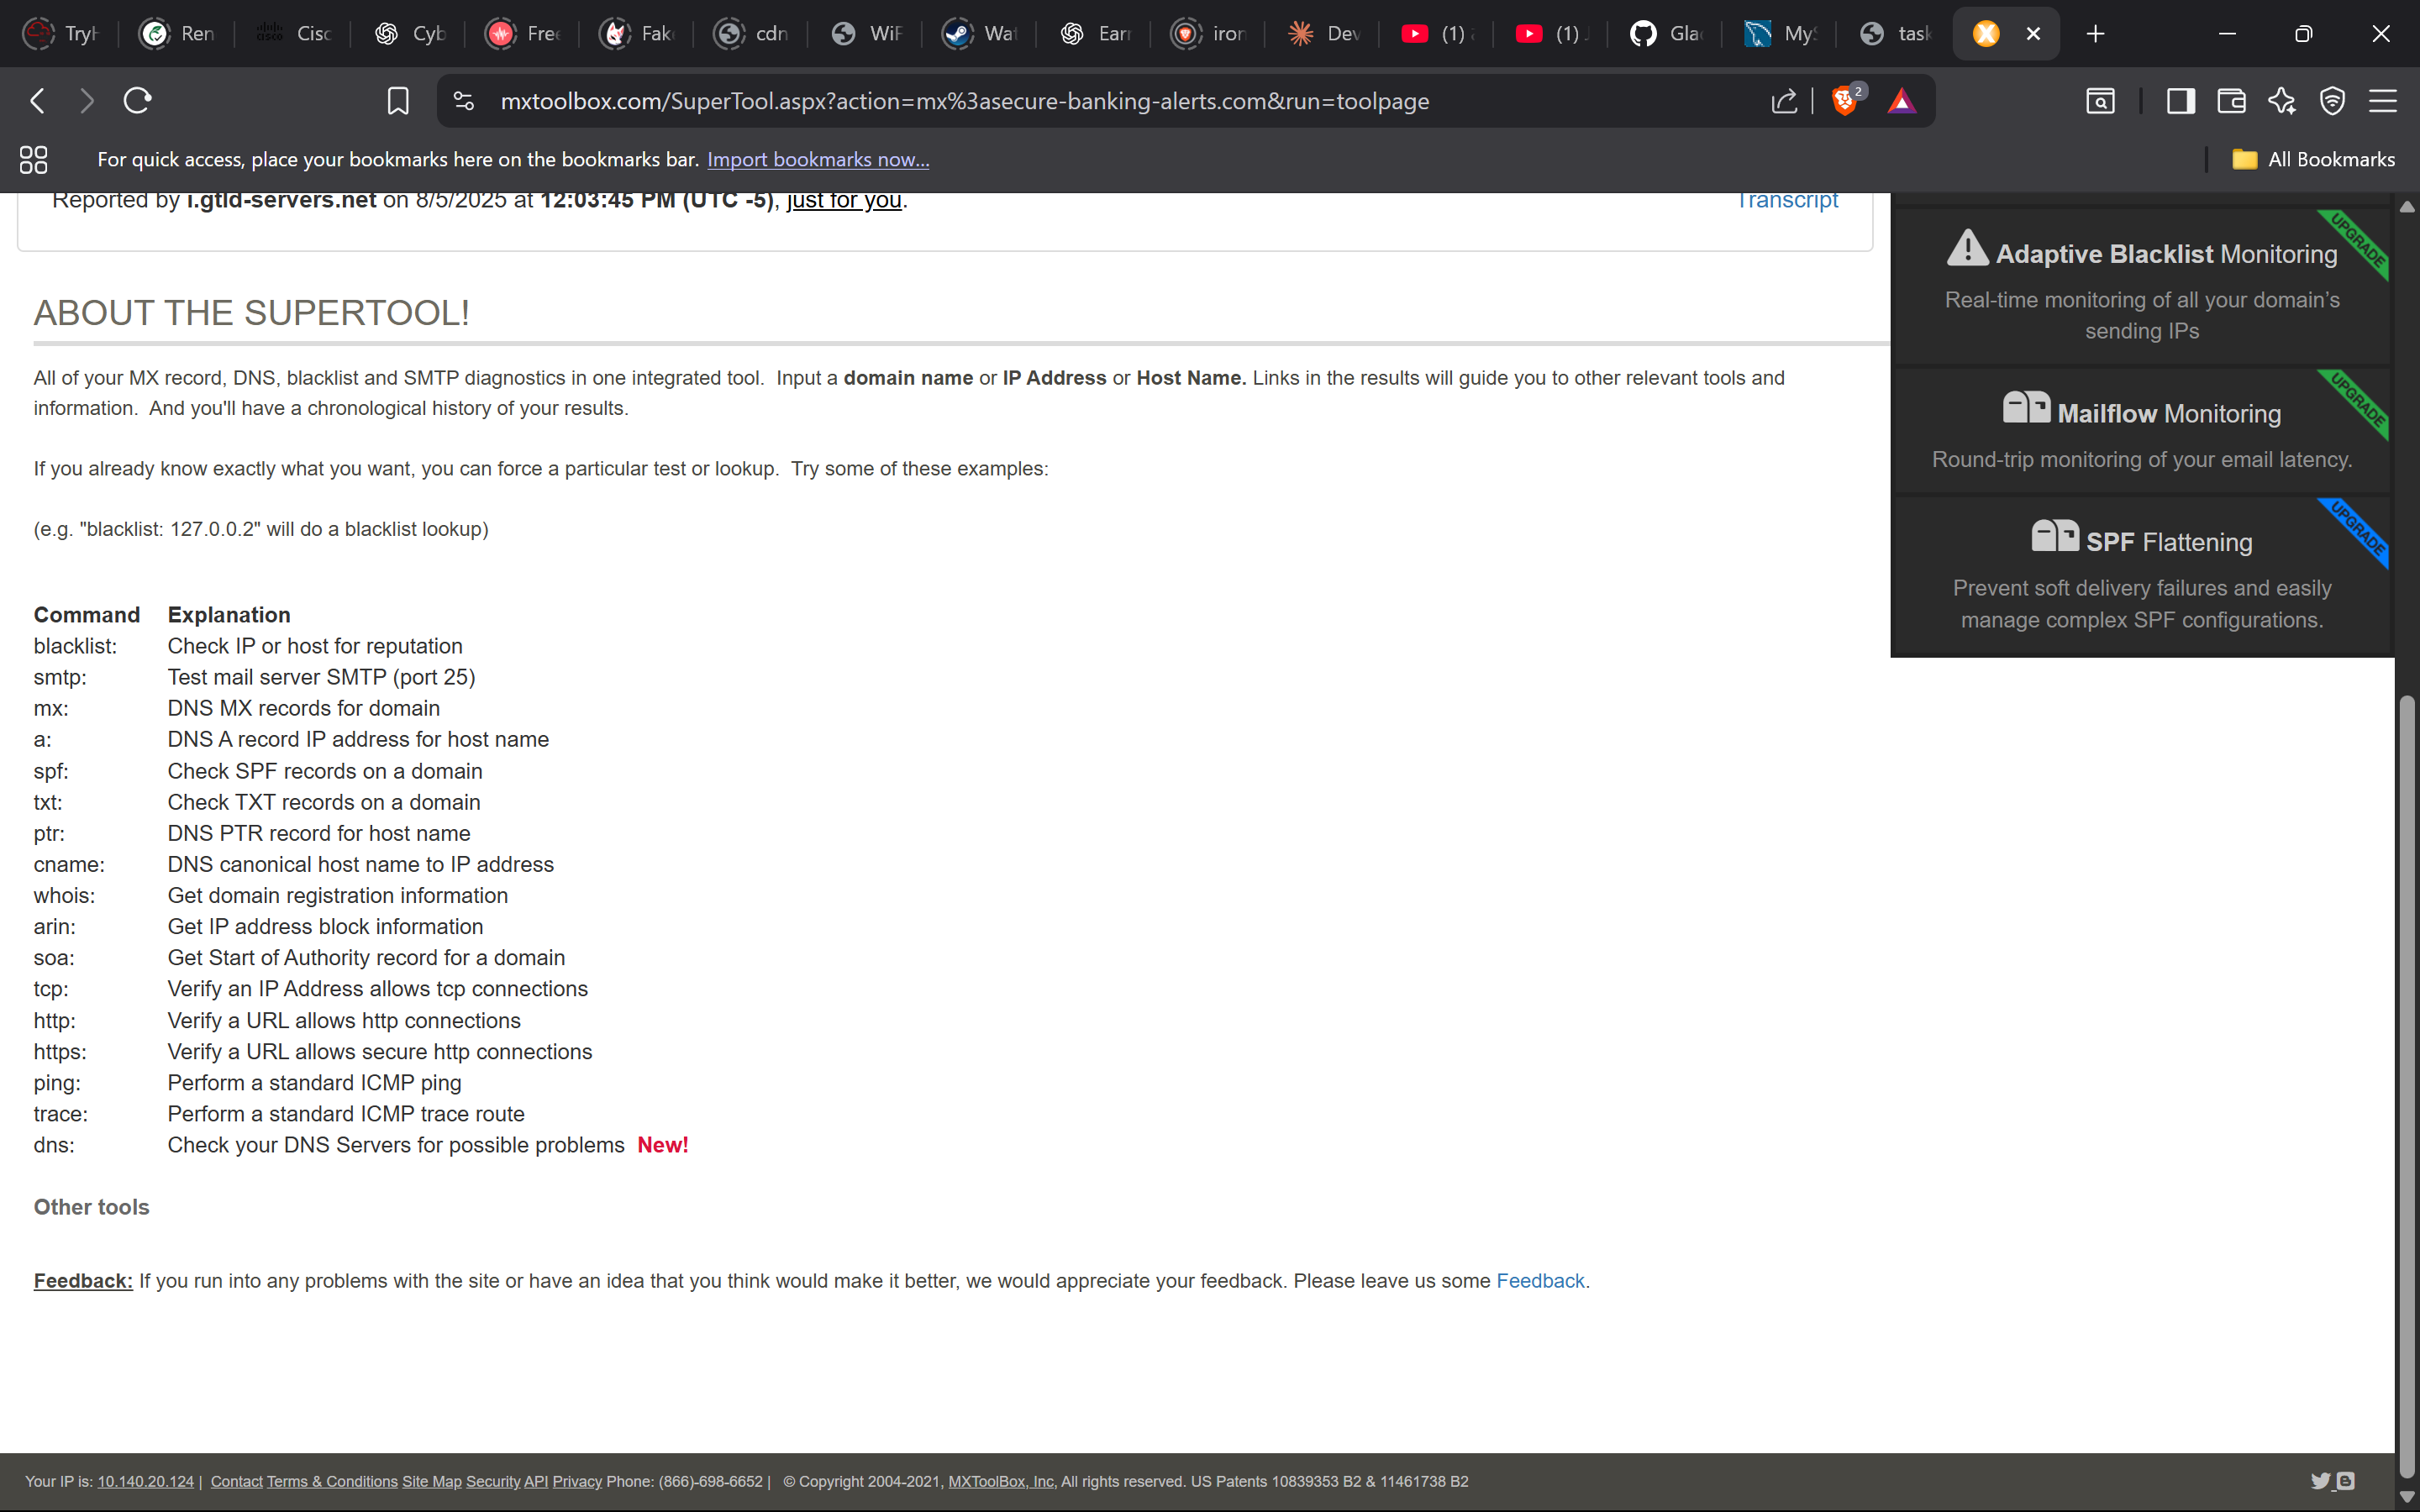 TryH
Ren
Cisc
Cyb
Free
Fak
cdn
WiF
Wat
Earn
iron
Dev
(1)
(1)
Gla
MyS
task
mxtoolbox.com/SuperTool.aspx?action=mx%3asecure-banking-alerts.com&run=toolpage
2
For quick access, place your bookmarks here on the bookmarks bar. Import bookmarks now...
All Bookmarks
Reported by i.gtld-servers.net on 8/5/2025 at 12:03:45 PM (UTC -5), just for you.
Transcript
UPGRADE
Adaptive Blacklist Monitoring
Real-time monitoring of all your domain's
sending IPs
UPGRADE
Mailflow Monitoring
Round-trip monitoring of your email latency.
UPGRADE
SPF Flattening
Prevent soft delivery failures and easily
manage complex SPF configurations.
ABOUT THE SUPERTOOL!
All of your MX record, DNS, blacklist and SMTP diagnostics in one integrated tool. Input a domain name or IP Address or Host Name. Links in the results will guide you to other relevant tools and
information. And you'll have a chronological history of your results.
If you already know exactly what you want, you can force a particular test or lookup. Try some of these examples:
(e.g. "blacklist: 127.0.0.2" will do a blacklist lookup)
Command Explanation
blacklist: Check IP or host for reputation
smtp: Test mail server SMTP (port 25)
mx: DNS MX records for domain
a: DNS A record IP address for host name
spf: Check SPF records on a domain
txt: Check TXT records on a domain
ptr: DNS PTR record for host name
cname: DNS canonical host name to IP address
whois: Get domain registration information
arin: Get IP address block information
soa: Get Start of Authority record for a domain
tcp: Verify an IP Address allows tcp connections
http: Verify a URL allows http connections
https: Verify a URL allows secure http connections
ping: Perform a standard ICMP ping
trace: Perform a standard ICMP trace route
dns: Check your DNS Servers for possible problems New!
Other tools
Feedback: If you run into any problems with the site or have an idea that you think would make it better, we would appreciate your feedback. Please leave us some Feedback.
Your IP is: 10.140.20.124 | Contact Terms & Conditions Site Map Security API Privacy Phone: (866)-698-6652 | © Copyright 2004-2021, MXToolBox, Inc, All rights reserved. US Patents 10839353 B2 & 11461738 B2